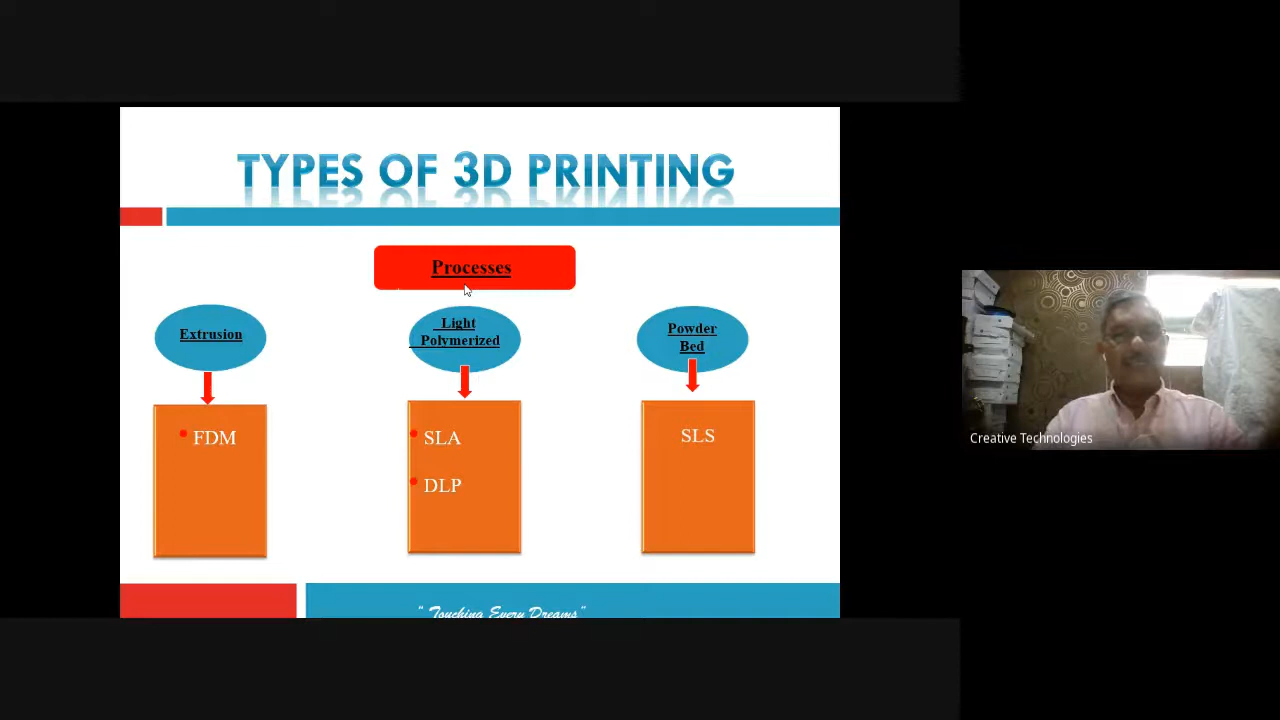 TYPES OF 3D PRINTING
Processes
Extrusion
Light
Polymerized
Powder
Bed
FDM
SLA
DLP
SLS
Creative Technologies
" Touching Every Dreams"